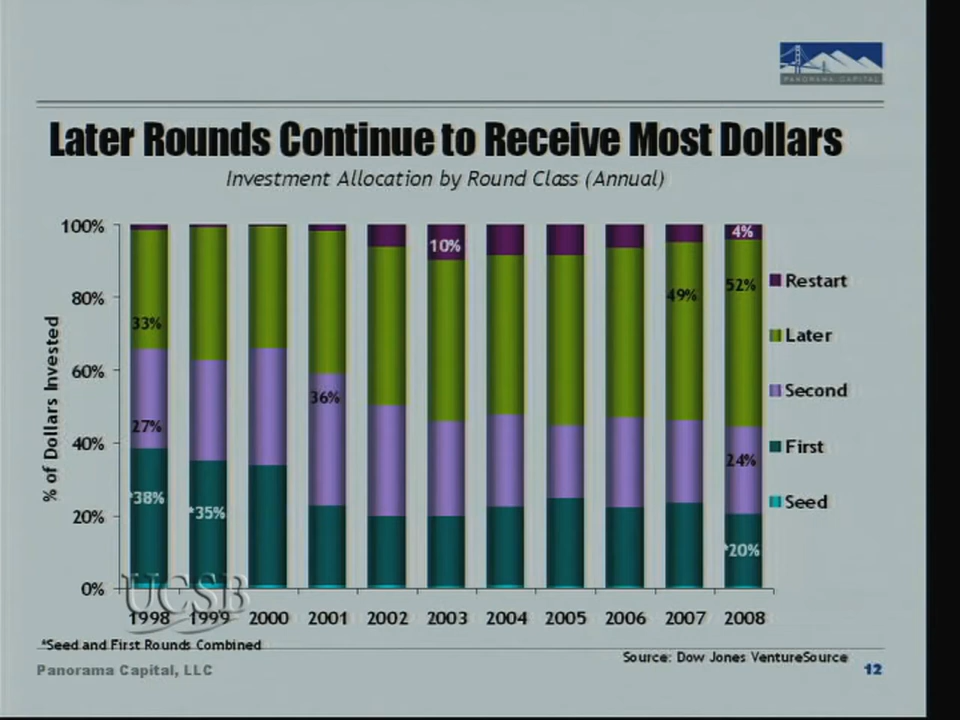 PANORAMA CAPITAL
Later Rounds Continue to Receive Most Dollars
Investment Allocation by Round Class (Annual)
% of Dollars Invested
100%
80%
60%
40%
20%
0%
33%
27%
*38%
*35%
36%
10%
49%
4%
52%
24%
*20%
Restart
Later
Second
First
Seed
UCSB
1998 1999 2000 2001 2002 2003 2004 2005 2006 2007 2008
*Seed and First Rounds Combined
Source: Dow Jones VentureSource
Panorama Capital, LLC
12